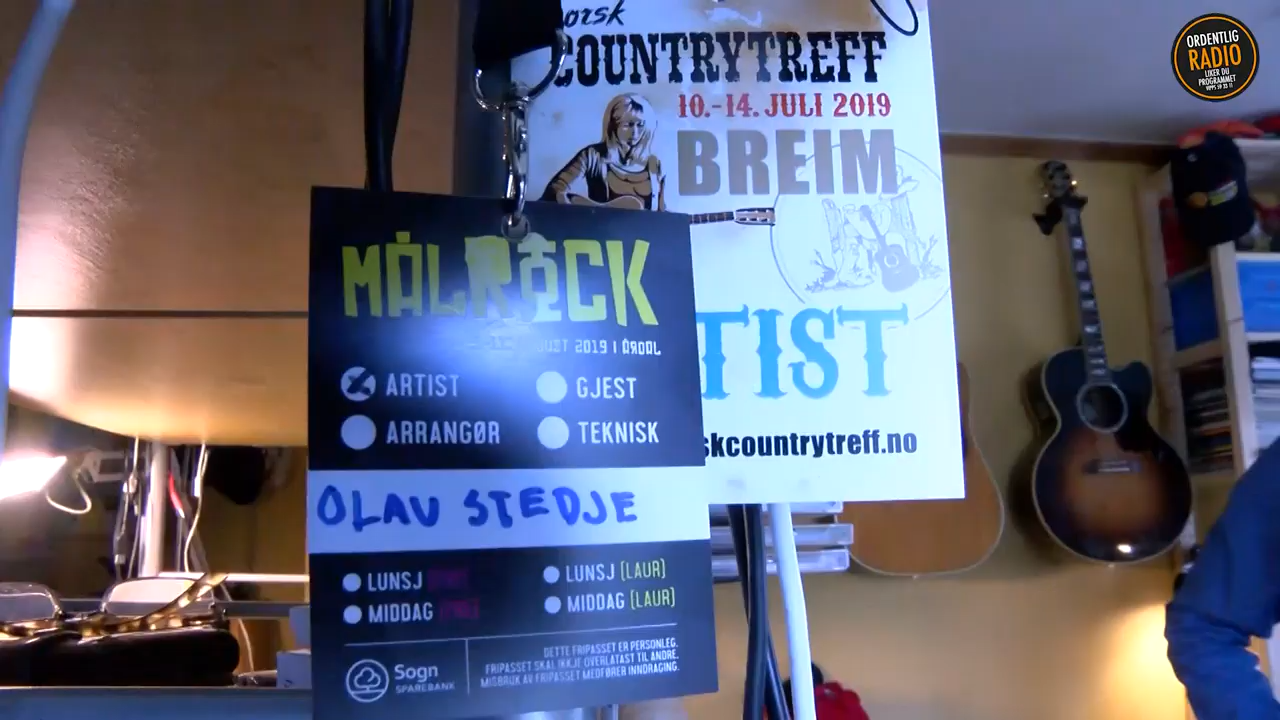 orsk
COUNTRYTREFF
10.-14. JULI 2019
BREIM
TIST
skcountrytreff.no
MÅLROCK
2019 I ÅRDAL
ARTIST
GJEST
ARRANGØR
TEKNISK
OLAV STEDJE
LUNSJ
LUNSJ (LAUR)
MIDDAG
MIDDAG (LAUR)
Sogn
SPAREBANK
DETTE FRIPASSET ER PERSONLEG.
FRIPASSET SKAL IKKJE OVERLATAST TIL ANDRE.
MISBRUK AV FRIPASSET MEDFØRER INNDRAGING.
ORDENTLIG
RADIO
LIKER DU
PROGRAMMET